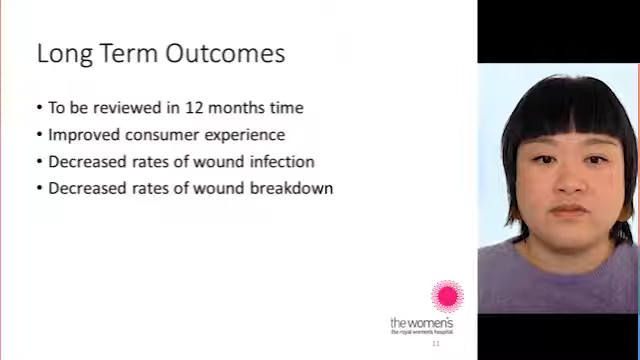 Long Term Outcomes
• To be reviewed in 12 months time
• Improved consumer experience
• Decreased rates of wound infection
• Decreased rates of wound breakdown
the women's
the royal women's hospital
11